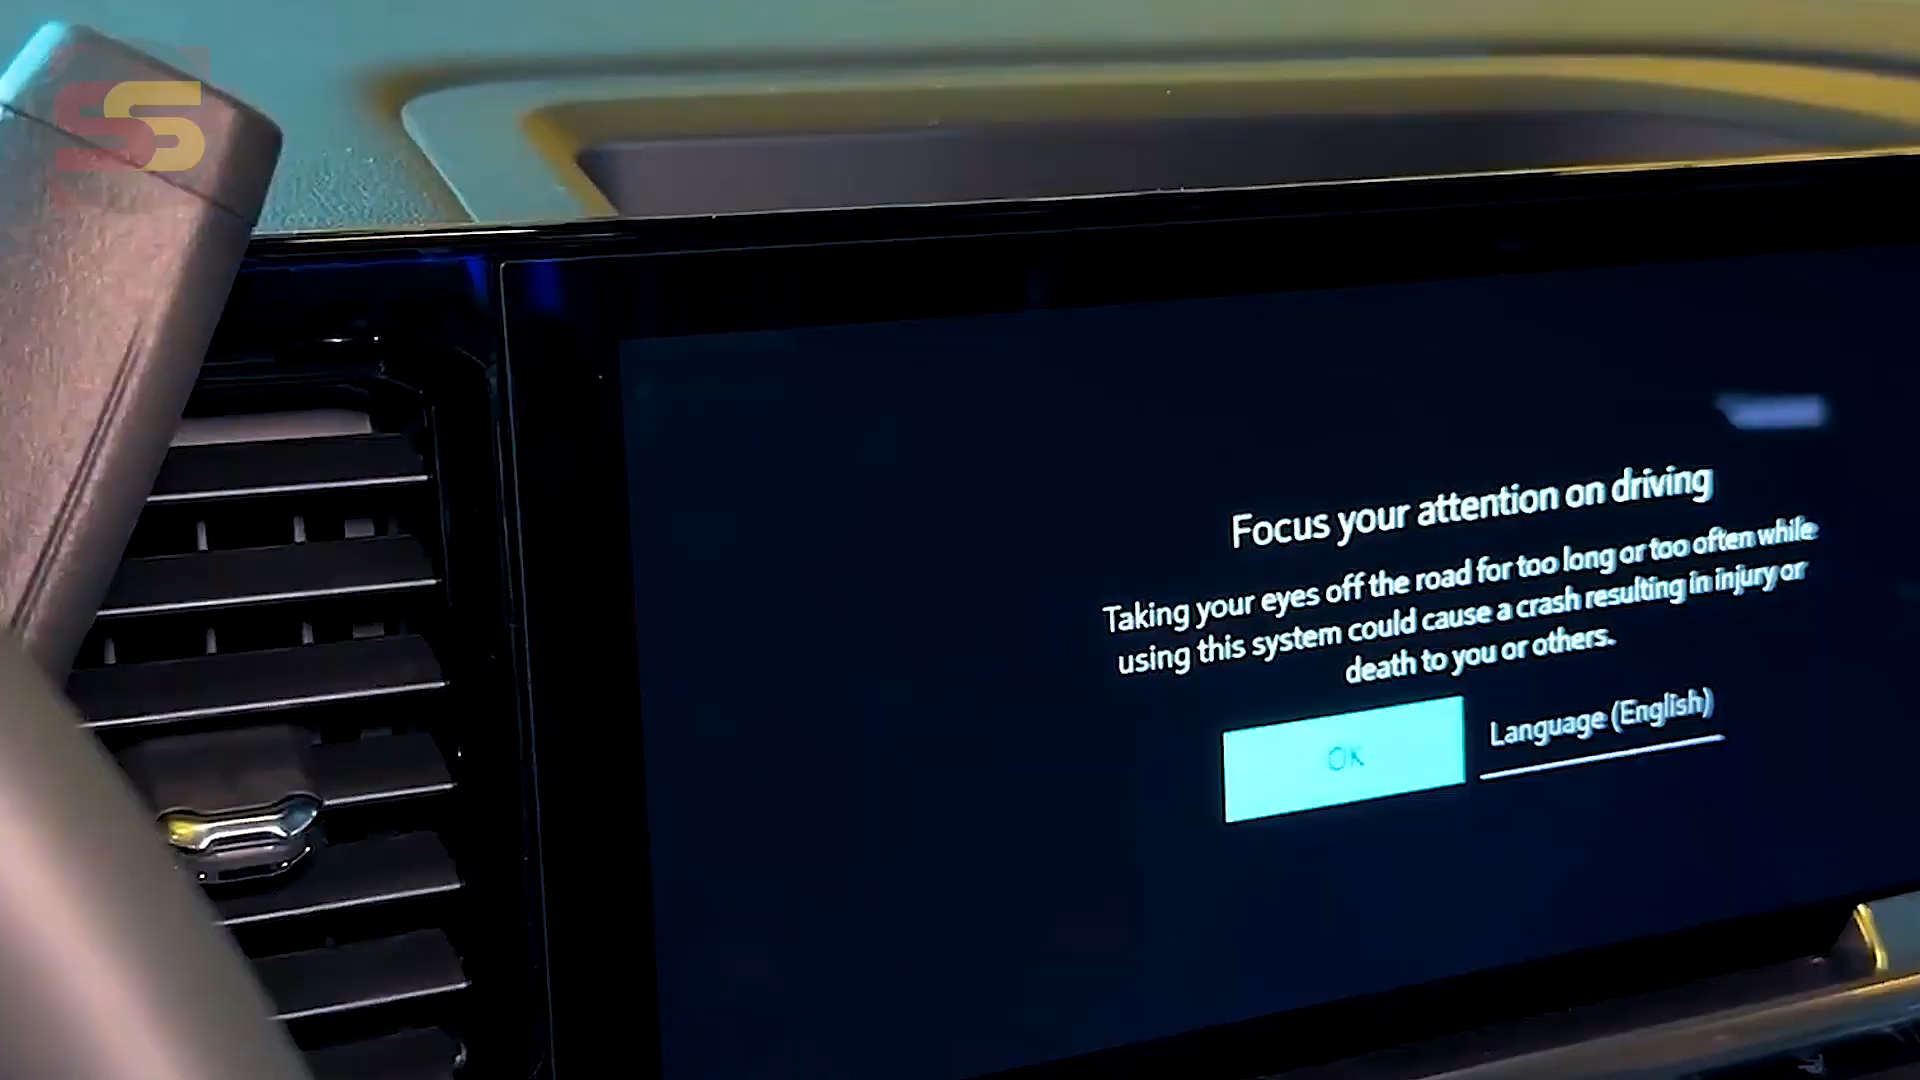 SS
Focus your attention on driving
Taking your eyes off the road for too long or too often while
using this system could cause a crash resulting in injury or
death to you or others.
OK
Language (English)